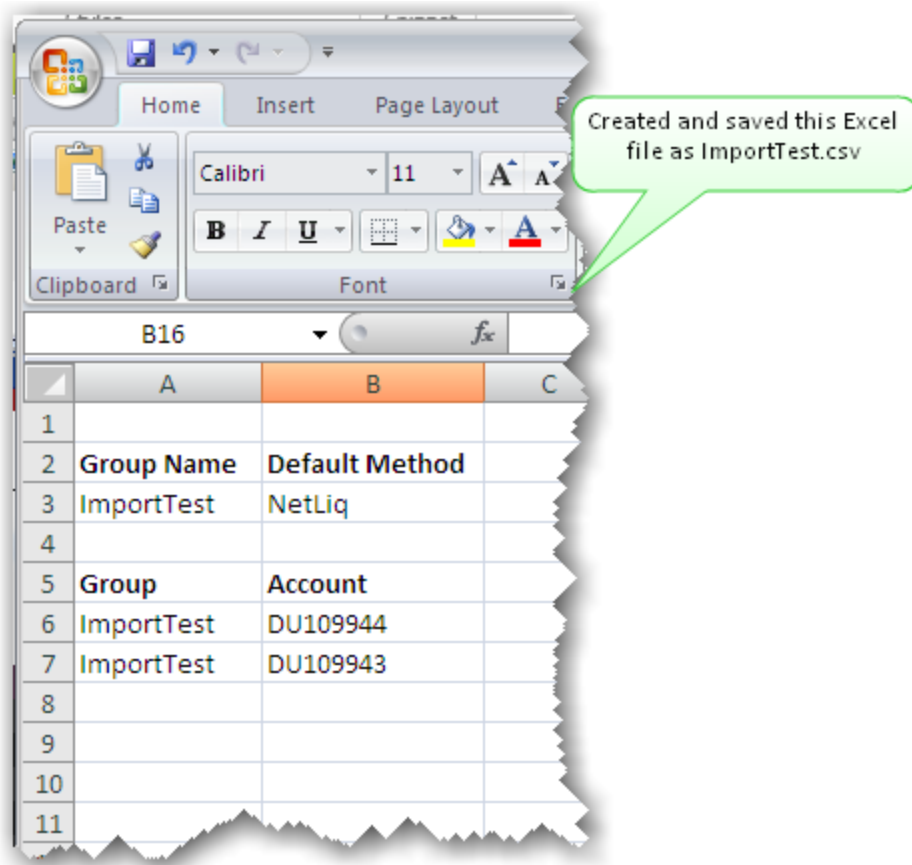 Home Insert Page Layout
Created and saved this Excel
file as ImportTest.csv
Calibri 11 A A
Paste
B I U A
Clipboard Font
B16 fx
A B C
1
2 Group Name Default Method
3 ImportTest NetLiq
4
5 Group Account
6 ImportTest DU109944
7 ImportTest DU109943
8
9
10
11